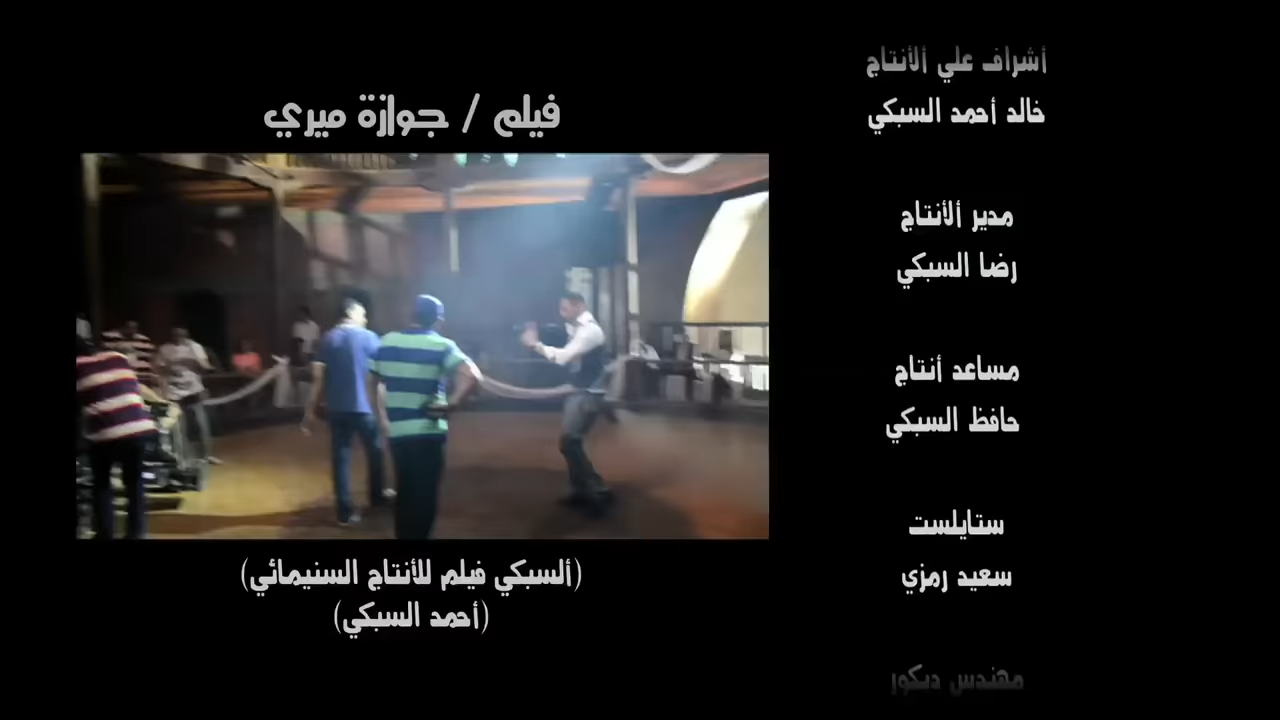 فيلم / جوازة ميري
(ألسبكي فيلم للأنتاج السنيمائي)
(أحمد السبكي)
أشراف علي ألأنتاج
خالد أحمد السبكي
مدير ألأنتاج
رضا السبكي
مساعد أنتاج
حافظ السبكي
ستايلست
سعيد رمزي
مهندس ديكور